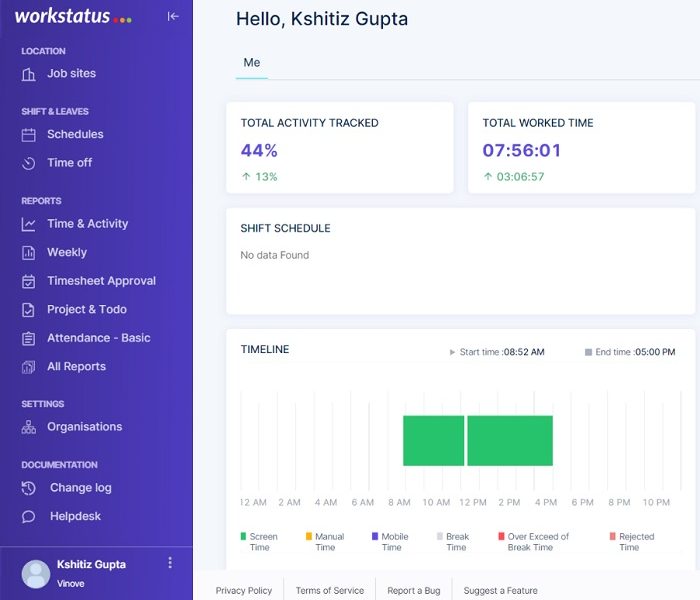 workstatus
LOCATION
Job sites
SHIFT & LEAVES
Schedules
Time off
REPORTS
Time & Activity
Weekly
Timesheet Approval
Project & Todo
Attendance - Basic
All Reports
SETTINGS
Organisations
DOCUMENTATION
Change log
Helpdesk
Kshitiz Gupta
Vinove
Hello, Kshitiz Gupta
Me
TOTAL ACTIVITY TRACKED
44%
↑ 13%
TOTAL WORKED TIME
07:56:01
↑ 03:06:57
SHIFT SCHEDULE
No data Found
TIMELINE
Start time :08:52 AM
End time :05:00 PM
12 AM 2 AM 4 AM 6 AM 8 AM 10 AM 12 PM 2 PM 4 PM 6 PM 8 PM 10 PM
Screen
Time
Manual
Time
Mobile
Time
Break
Time
Over Exceed of
Break Time
Rejected
Time
Privacy Policy
Terms of Service
Report a Bug
Suggest a Feature